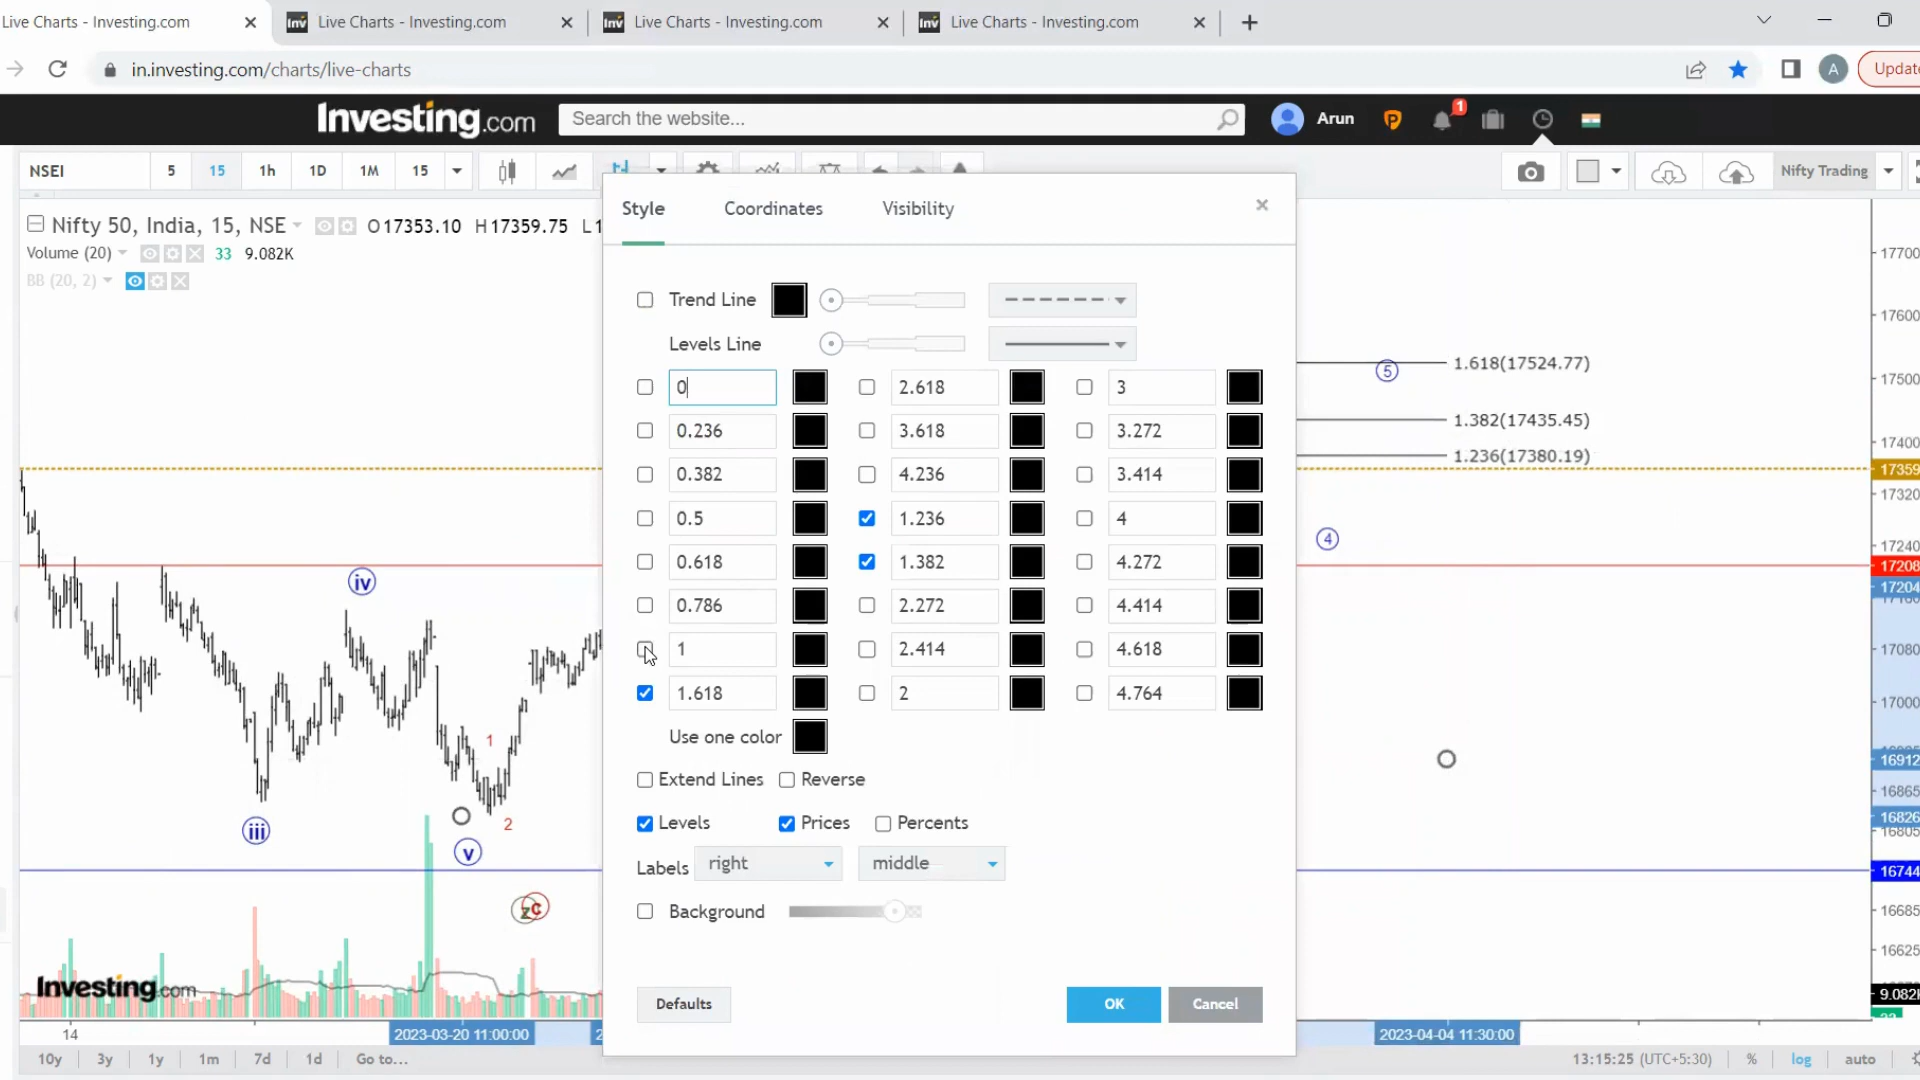 Live Charts - Investing.com
Live Charts - Investing.com
Live Charts - Investing.com
Live Charts - Investing.com
in.investing.com/charts/live-charts
A
Update
Investing.com
Search the website...
Arun
P
1
NSEI
5
15
1h
1D
1M
15
Nifty Trading
Nifty 50, India, 15, NSE
O17353.10
H17359.75
L1
Volume (20)
33
9.082K
BB (20, 2)
Style
Coordinates
Visibility
Trend Line
Levels Line
0
2.618
3
0.236
3.618
3.272
0.382
4.236
3.414
0.5
1.236
4
0.618
1.382
4.272
0.786
2.272
4.414
1
2.414
4.618
1.618
2
4.764
Use one color
Extend Lines
Reverse
Levels
Prices
Percents
Labels
right
middle
Background
Defaults
OK
Cancel
1.618(17524.77)
1.382(17435.45)
1.236(17380.19)
5
4
iv
iii
v
1
2
17700
17600
17500
17400
17359
17320
17240
17208
17204
17080
17000
16912
16865
16826
16805
16744
16685
16625
9.082K
Investing.com
14
2023-03-20 11:00:00
2
2023-04-04 11:30:00
10y
3y
1y
1m
7d
1d
Go to...
13:15:25 (UTC+5:30)
%
log
auto